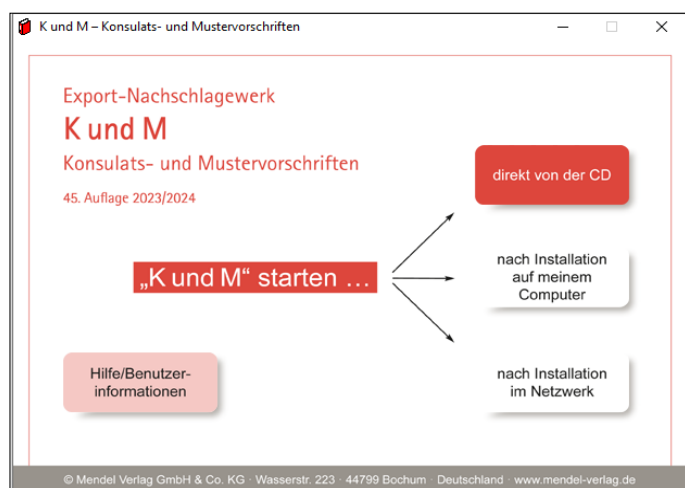 K und M – Konsulats- und Mustervorschriften
Export-Nachschlagewerk
K und M
Konsulats- und Mustervorschriften
45. Auflage 2023/2024
direkt von der CD
„K und M“ starten ...
nach Installation
auf meinem
Computer
nach Installation
im Netzwerk
Hilfe/Benutzer-
informationen
© Mendel Verlag GmbH & Co. KG · Wasserstr. 223 · 44799 Bochum · Deutschland · www.mendel-verlag.de